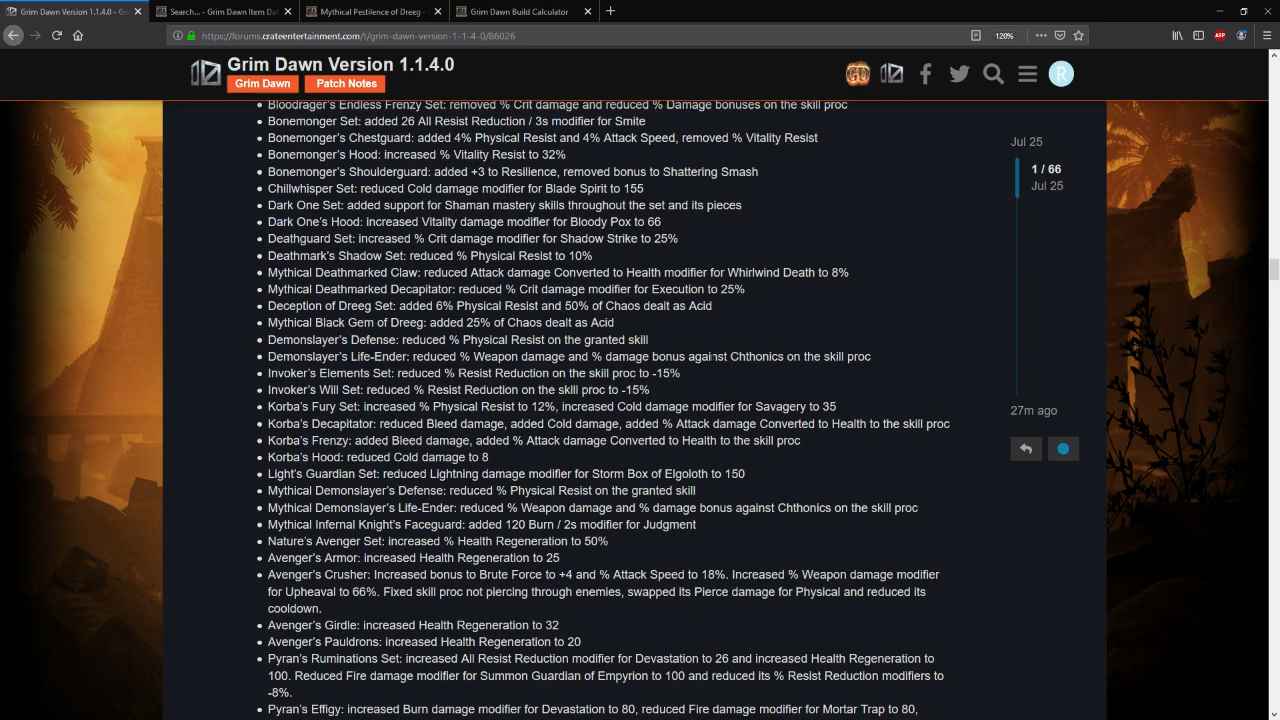 Grim Dawn Version 1.1.4.0 - Gr
Search... - Grim Dawn Item Dat
Mythical Pestilence of Dreeg -
Grim Dawn Build Calculator
https://forums.crateentertainment.com/t/grim-dawn-version-1-1-4-0/86026
120%
ABP
Grim Dawn Version 1.1.4.0
Grim Dawn
Patch Notes
GD
R
Bloodrager's Endless Frenzy Set: removed % Crit damage and reduced % Damage bonuses on the skill proc
Bonemonger Set: added 26 All Resist Reduction / 3s modifier for Smite
Bonemonger's Chestguard: added 4% Physical Resist and 4% Attack Speed, removed % Vitality Resist
Bonemonger's Hood: increased % Vitality Resist to 32%
Bonemonger's Shoulderguard: added +3 to Resilience, removed bonus to Shattering Smash
Chillwhisper Set: reduced Cold damage modifier for Blade Spirit to 155
Dark One Set: added support for Shaman mastery skills throughout the set and its pieces
Dark One's Hood: increased Vitality damage modifier for Bloody Pox to 66
Deathguard Set: increased % Crit damage modifier for Shadow Strike to 25%
Deathmark's Shadow Set: reduced % Physical Resist to 10%
Mythical Deathmarked Claw: reduced Attack damage Converted to Health modifier for Whirlwind Death to 8%
Mythical Deathmarked Decapitator: reduced % Crit damage modifier for Execution to 25%
Deception of Dreeg Set: added 6% Physical Resist and 50% of Chaos dealt as Acid
Mythical Black Gem of Dreeg: added 25% of Chaos dealt as Acid
Demonslayer's Defense: reduced % Physical Resist on the granted skill
Demonslayer's Life-Ender: reduced % Weapon damage and % damage bonus against Chthonics on the skill proc
Invoker's Elements Set: reduced % Resist Reduction on the skill proc to -15%
Invoker's Will Set: reduced % Resist Reduction on the skill proc to -15%
Korba's Fury Set: increased % Physical Resist to 12%, increased Cold damage modifier for Savagery to 35
Korba's Decapitator: reduced Bleed damage, added Cold damage, added % Attack damage Converted to Health to the skill proc
Korba's Frenzy: added Bleed damage, added % Attack damage Converted to Health to the skill proc
Korba's Hood: reduced Cold damage to 8
Light's Guardian Set: reduced Lightning damage modifier for Storm Box of Elgoloth to 150
Mythical Demonslayer's Defense: reduced % Physical Resist on the granted skill
Mythical Demonslayer's Life-Ender: reduced % Weapon damage and % damage bonus against Chthonics on the skill proc
Mythical Infernal Knight's Faceguard: added 120 Burn / 2s modifier for Judgment
Nature's Avenger Set: increased % Health Regeneration to 50%
Avenger's Armor: increased Health Regeneration to 25
Avenger's Crusher: Increased bonus to Brute Force to +4 and % Attack Speed to 18%. Increased % Weapon damage modifier
for Upheaval to 66%. Fixed skill proc not piercing through enemies, swapped its Pierce damage for Physical and reduced its
cooldown.
Avenger's Girdle: increased Health Regeneration to 32
Avenger's Pauldrons: increased Health Regeneration to 20
Pyran's Ruminations Set: increased All Resist Reduction modifier for Devastation to 26 and increased Health Regeneration to
100. Reduced Fire damage modifier for Summon Guardian of Empyrion to 100 and reduced its % Resist Reduction modifiers to
-8%.
Pyran's Effigy: increased Burn damage modifier for Devastation to 80, reduced Fire damage modifier for Mortar Trap to 80,
Jul 25
1 / 66
Jul 25
27m ago